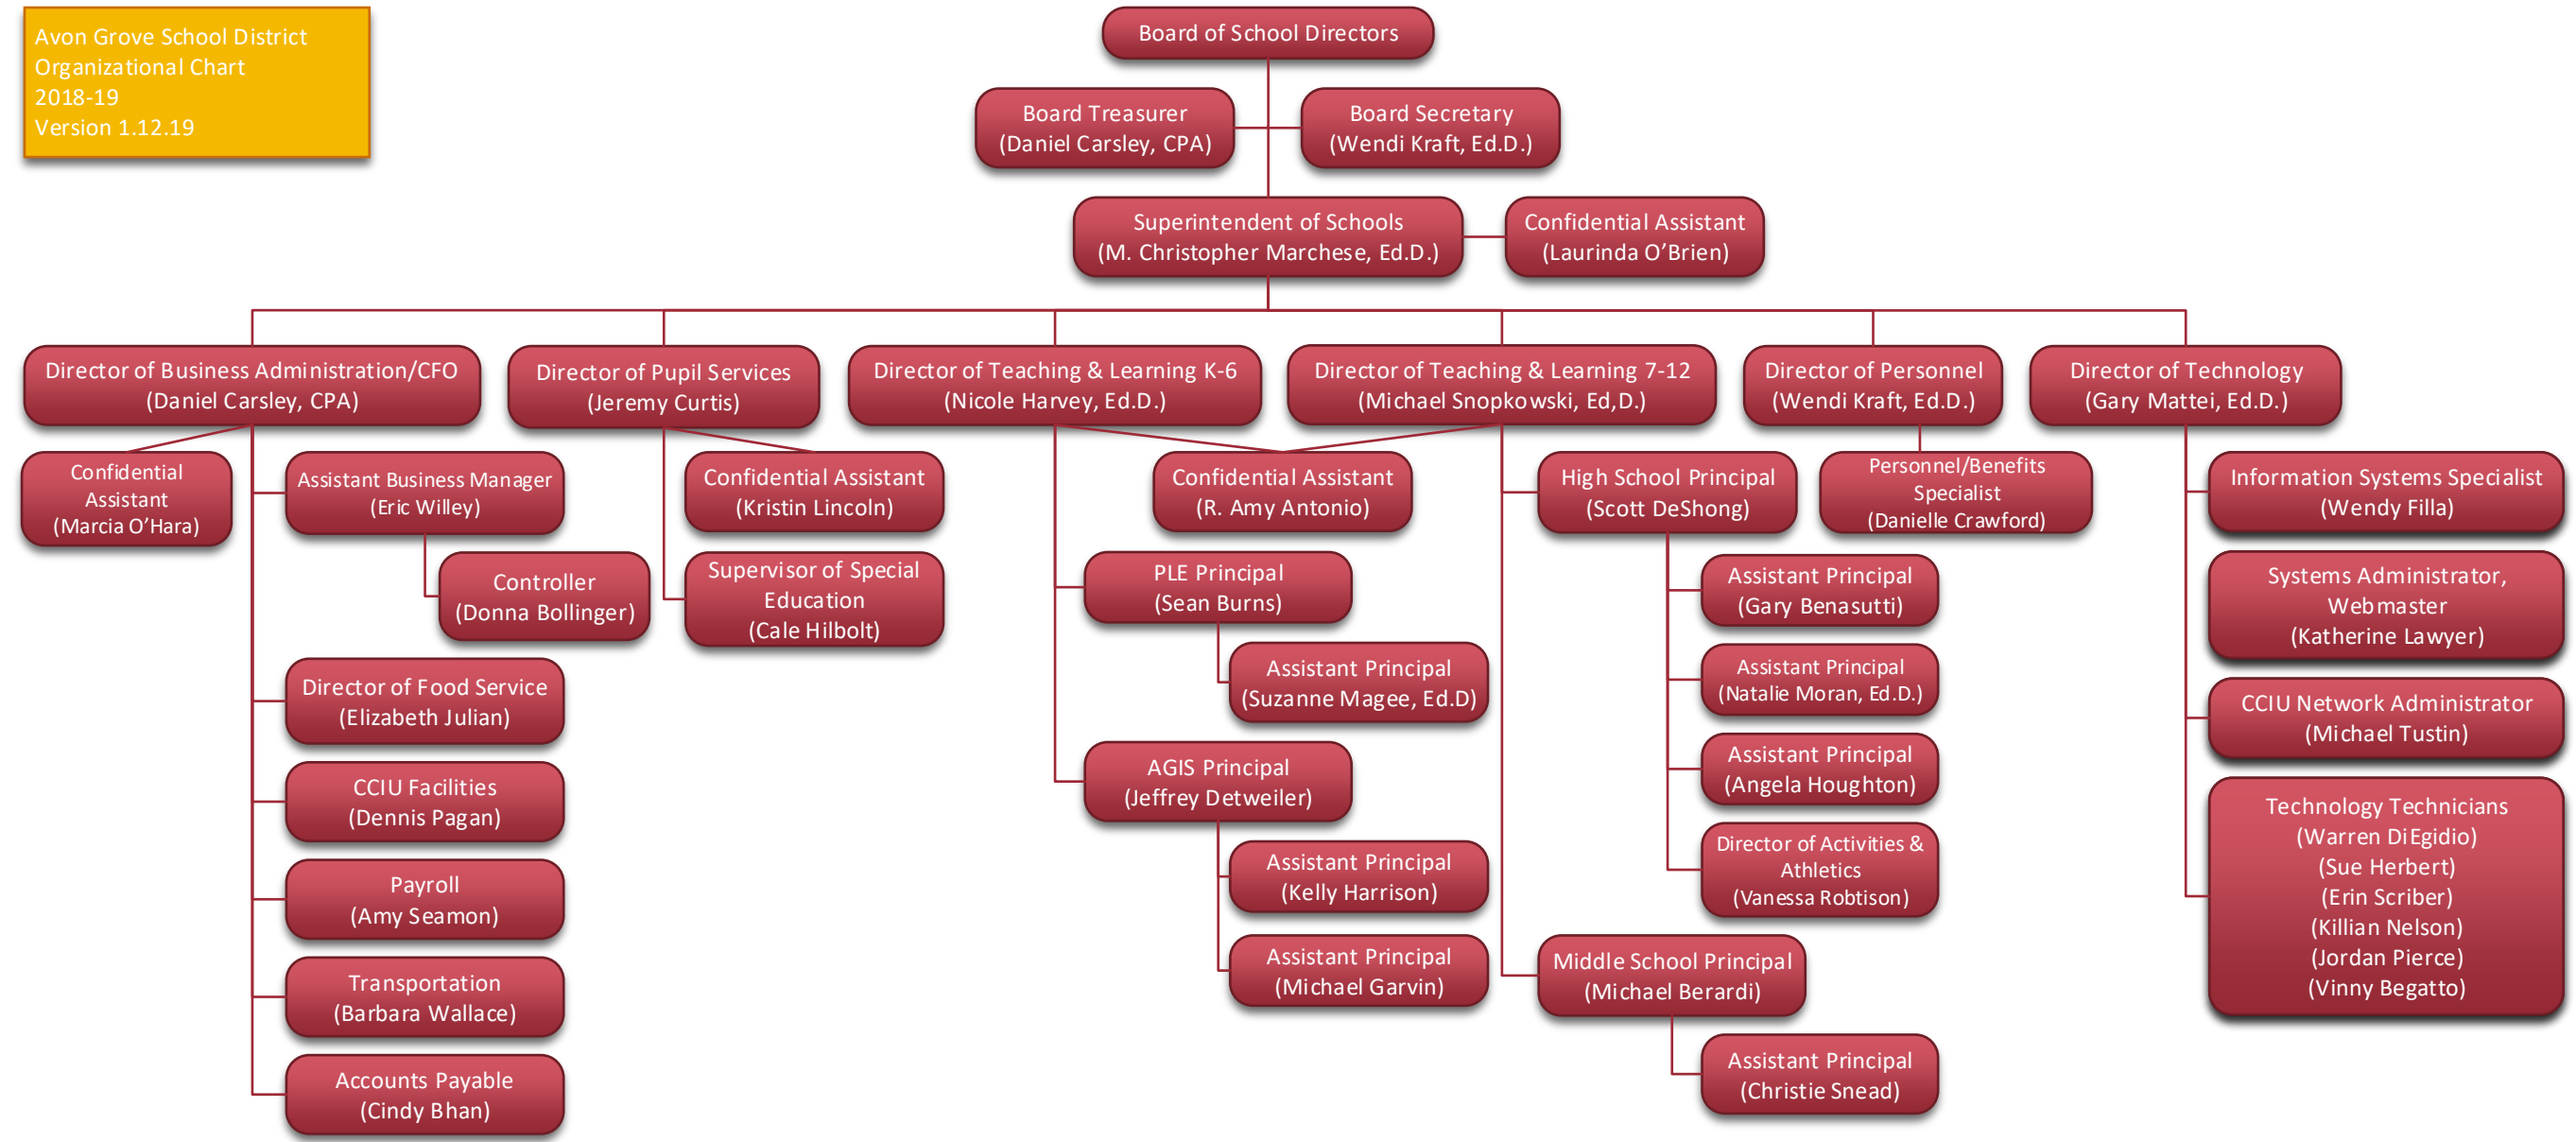 Avon Grove School District
Organizational Chart
2018-19
Version 1.12.19
Board of School Directors
Board Treasurer
(Daniel Carsley, CPA)
Board Secretary
(Wendi Kraft, Ed.D.)
Superintendent of Schools
(M. Christopher Marchese, Ed.D.)
Confidential Assistant
(Laurinda O’Brien)
Director of Business Administration/CFO
(Daniel Carsley, CPA)
Director of Pupil Services
(Jeremy Curtis)
Director of Teaching & Learning K-6
(Nicole Harvey, Ed.D.)
Director of Teaching & Learning 7-12
(Michael Snopkowski, Ed,D.)
Director of Personnel
(Wendi Kraft, Ed.D.)
Director of Technology
(Gary Mattei, Ed.D.)
Confidential
Assistant
(Marcia O’Hara)
Assistant Business Manager
(Eric Willey)
Controller
(Donna Bollinger)
Director of Food Service
(Elizabeth Julian)
CCIU Facilities
(Dennis Pagan)
Payroll
(Amy Seamon)
Transportation
(Barbara Wallace)
Accounts Payable
(Cindy Bhan)
Confidential Assistant
(Kristin Lincoln)
Supervisor of Special
Education
(Cale Hilbolt)
Confidential Assistant
(R. Amy Antonio)
PLE Principal
(Sean Burns)
Assistant Principal
(Suzanne Magee, Ed.D)
AGIS Principal
(Jeffrey Detweiler)
Assistant Principal
(Kelly Harrison)
Assistant Principal
(Michael Garvin)
High School Principal
(Scott DeShong)
Assistant Principal
(Gary Benasutti)
Assistant Principal
(Natalie Moran, Ed.D.)
Assistant Principal
(Angela Houghton)
Director of Activities &
Athletics
(Vanessa Robtison)
Middle School Principal
(Michael Berardi)
Assistant Principal
(Christie Snead)
Personnel/Benefits
Specialist
(Danielle Crawford)
Information Systems Specialist
(Wendy Filla)
Systems Administrator,
Webmaster
(Katherine Lawyer)
CCIU Network Administrator
(Michael Tustin)
Technology Technicians
(Warren DiEgidio)
(Sue Herbert)
(Erin Scriber)
(Killian Nelson)
(Jordan Pierce)
(Vinny Begatto)